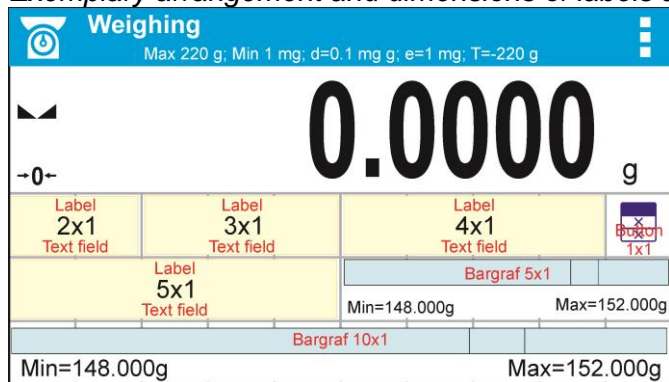 Exemplary arrangement and dimensions of labels
Weighing
Max 220 g; Min 1 mg; d=0.1 mg g; e=1 mg; T=-220 g
0.0000
→0←
g
Label Label Label
2x1 3x1 4x1
Text field Text field Text field
Button
1x1
Label
5x1
Text field
Bargraf 5x1
Min=148.000g Max=152.000g
Bargraf 10x1
Min=148.000g Max=152.000g